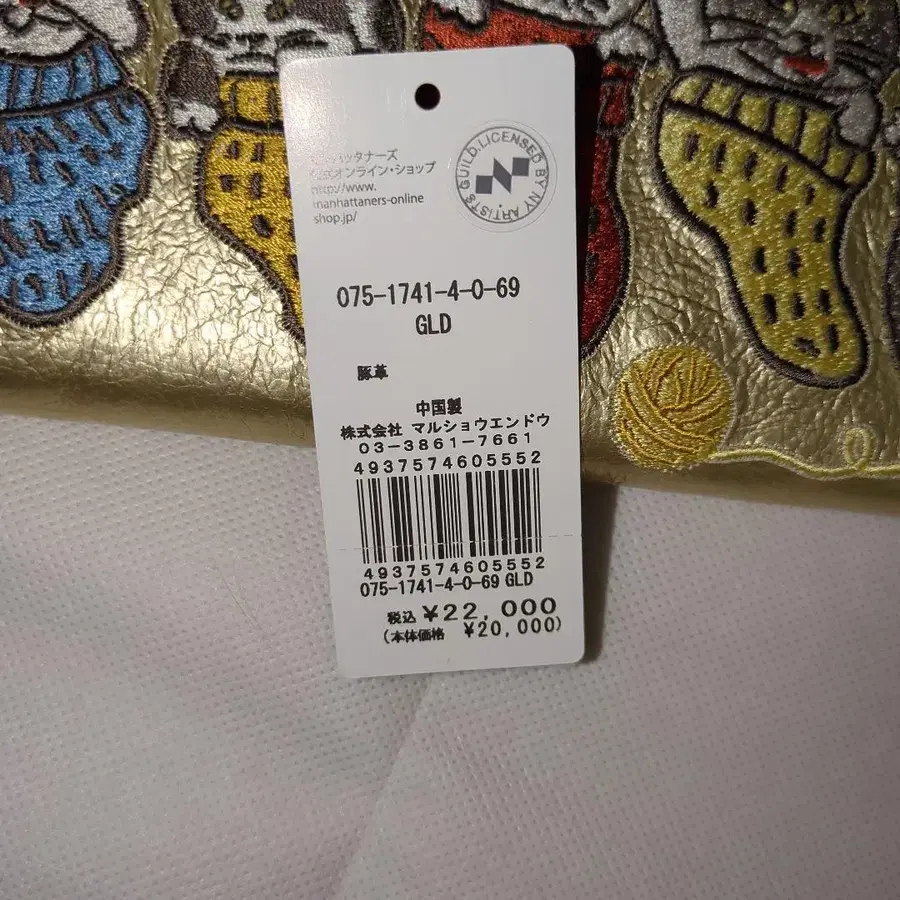 ッタナーズ
式オンライン・ショップ
http://www.
manhattaners-online
shop.jp/
GUILD.LICENSED BY NY ARTISTS
N
075-1741-4-0-69
GLD
豚革
中国製
株式会社 マルショウエンドウ
03-3861-7661
4937574605552
4937574605552
075-1741-4-0-69 GLD
税込 ¥22,000
(本体価格 ¥20,000)